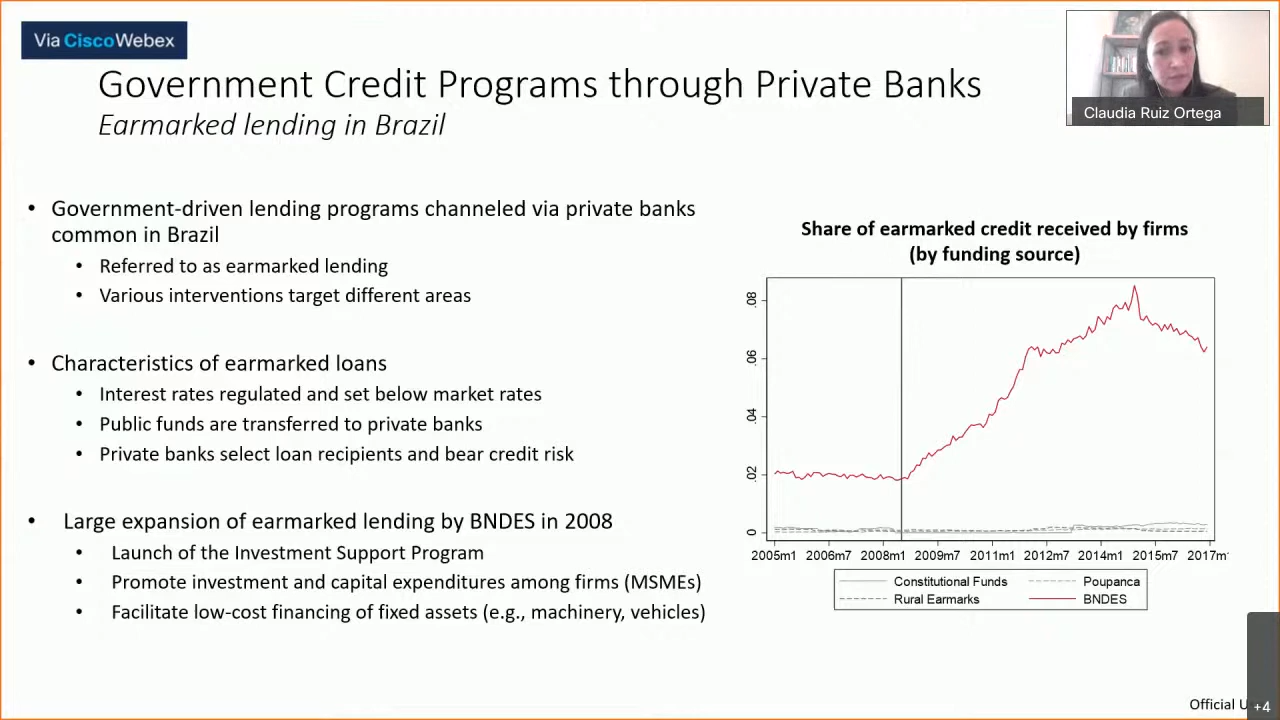 Via CiscoWebex
Government Credit Programs through Private Banks
Earmarked lending in Brazil
Claudia Ruiz Ortega
• Government-driven lending programs channeled via private banks
common in Brazil
• Referred to as earmarked lending
• Various interventions target different areas
• Characteristics of earmarked loans
• Interest rates regulated and set below market rates
• Public funds are transferred to private banks
• Private banks select loan recipients and bear credit risk
• Large expansion of earmarked lending by BNDES in 2008
• Launch of the Investment Support Program
• Promote investment and capital expenditures among firms (MSMEs)
• Facilitate low-cost financing of fixed assets (e.g., machinery, vehicles)
Share of earmarked credit received by firms
(by funding source)
.08
.06
.04
.02
0
2005m1 2006m7 2008m1 2009m7 2011m1 2012m7 2014m1 2015m7 2017m
Constitutional Funds Poupanca
Rural Earmarks BNDES
Official
+4